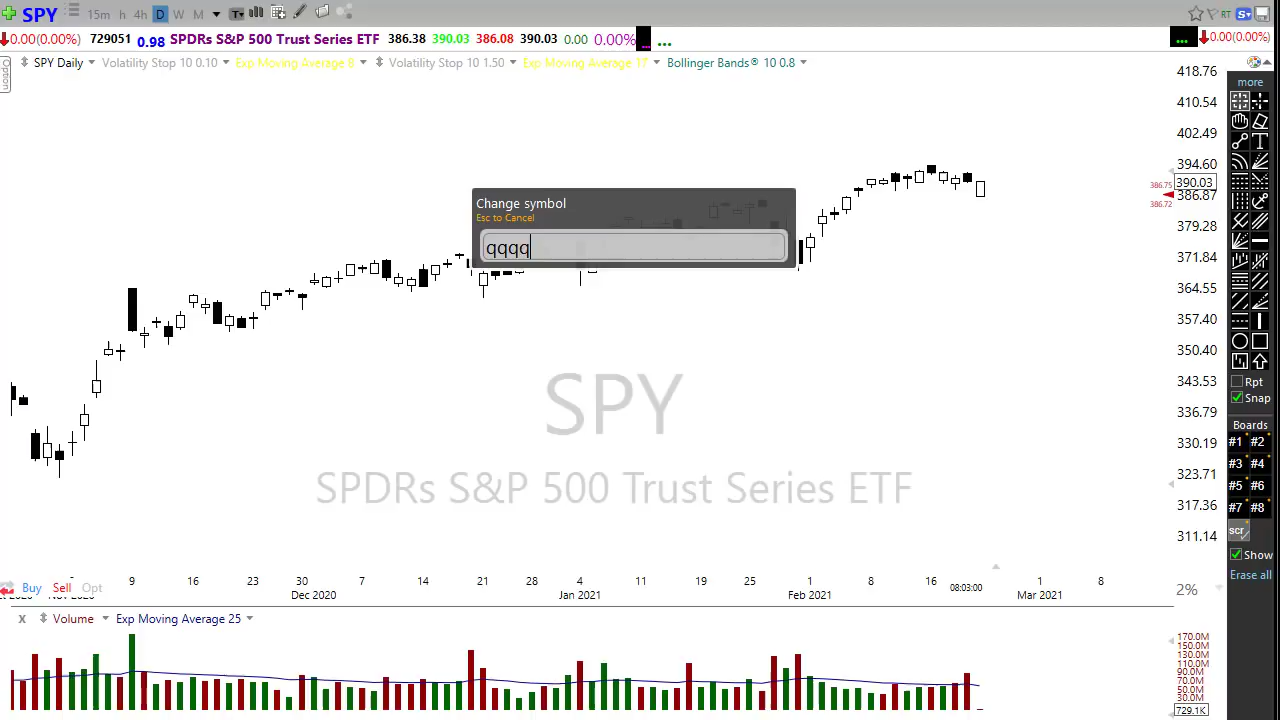 SPY 15m h 4h D W M T RT S
0.00(0.00%) 729051 0.98 SPDRs S&P 500 Trust Series ETF 386.38 390.03 386.08 390.03 0.00 0.00% ... ... 0.00(0.00%)
Option
SPY Daily Volatility Stop 10 0.10 Exp Moving Average 8 Volatility Stop 10 1.50 Exp Moving Average 17 Bollinger Bands® 10 0.8
more
418.76
410.54
402.49
394.60
386.75 390.03
386.87
386.72
379.28
371.84
364.55
357.40
350.40
343.53
336.79
330.19
323.71
317.36
311.14
Change symbol
Esc to Cancel
qqqq
SPY
SPDRs S&P 500 Trust Series ETF
Rpt
Snap
Boards
#1 #2
#3 #4
#5 #6
#7 #8
scr
Show
Erase all
Buy Sell Opt
9 16 23 30 7 14 21 28 4 11 19 25 1 8 16 08:03:00 1 8
Dec 2020 Jan 2021 Feb 2021 Mar 2021
2%
X Volume Exp Moving Average 25
170.0M
150.0M
130.0M
110.0M
90.0M
70.0M
50.0M
30.0M
729.1K